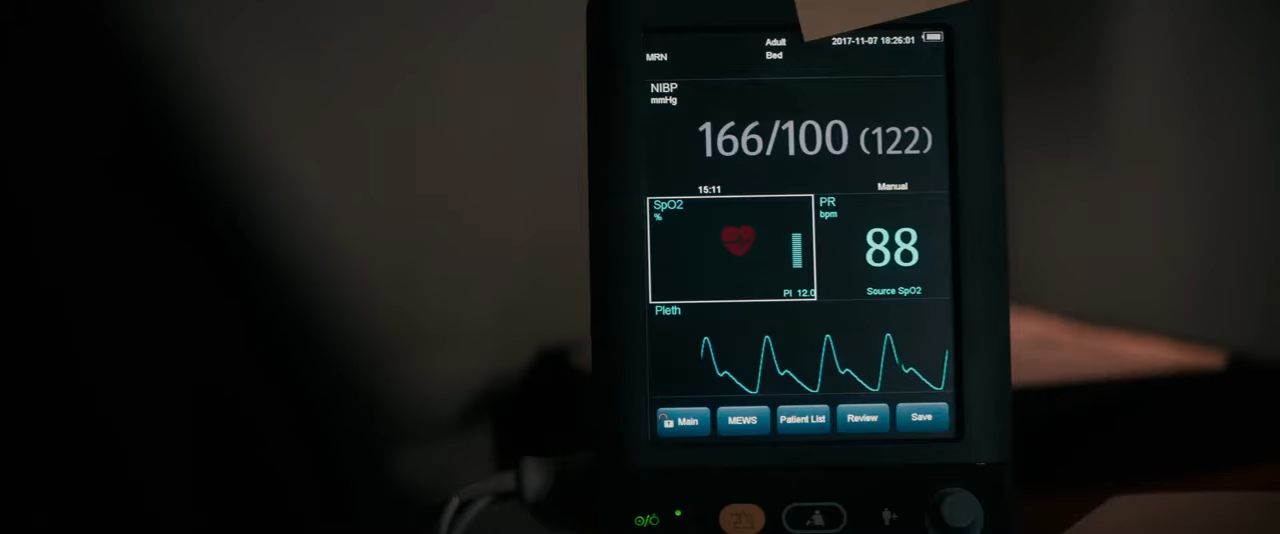 Adult 2017-11-07 18:26:01
MRN Bed
NIBP
mmHg
166/100 (122)
15:11 Manual
SpO2 PR
% bpm
88
PI 12.0 Source SpO2
Pleth
Main MEWS Patient List Review Save